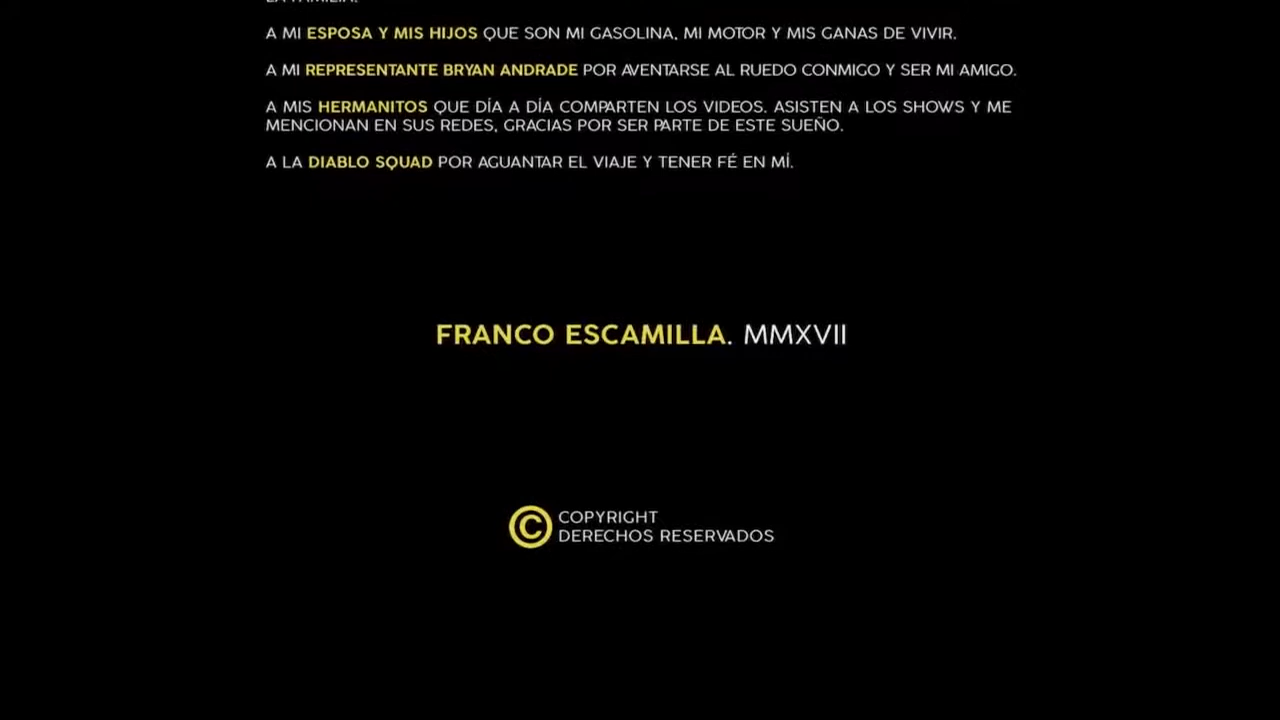 LA FAMILIA.
A MI ESPOSA Y MIS HIJOS QUE SON MI GASOLINA, MI MOTOR Y MIS GANAS DE VIVIR.
A MI REPRESENTANTE BRYAN ANDRADE POR AVENTARSE AL RUEDO CONMIGO Y SER MI AMIGO.
A MIS HERMANITOS QUE DÍA A DÍA COMPARTEN LOS VIDEOS. ASISTEN A LOS SHOWS Y ME
MENCIONAN EN SUS REDES, GRACIAS POR SER PARTE DE ESTE SUEÑO.
A LA DIABLO SQUAD POR AGUANTAR EL VIAJE Y TENER FÉ EN MÍ.
FRANCO ESCAMILLA. MMXVII
© COPYRIGHT
DERECHOS RESERVADOS